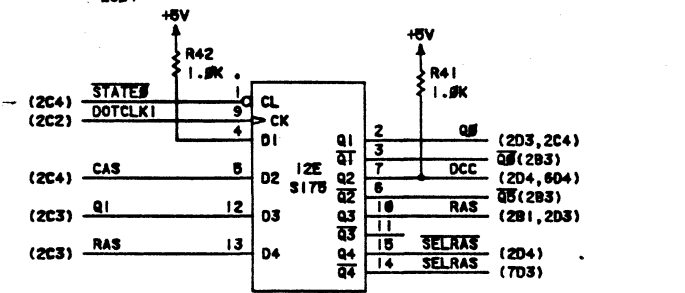 +5V
+5V
R42
1.0K
R41
1.0K
(2C4) STATE0 1 CL
(2C2) DOTCLK1 9 CK
4 D1
Q1 2 Q0 (2D3,2C4)
Q1 3 Q0 (2B3)
(2C4) CAS 5 D2
12E
S175
Q2 7 DCC (2D4,6D4)
Q2 6 Q5 (2B3)
(2C3) Q1 12 D3
Q3 10 RAS (2B1,2D3)
Q3 11
(2C3) RAS 13 D4
Q4 15 SELRAS (2D4)
Q4 14 SELRAS (7D3)